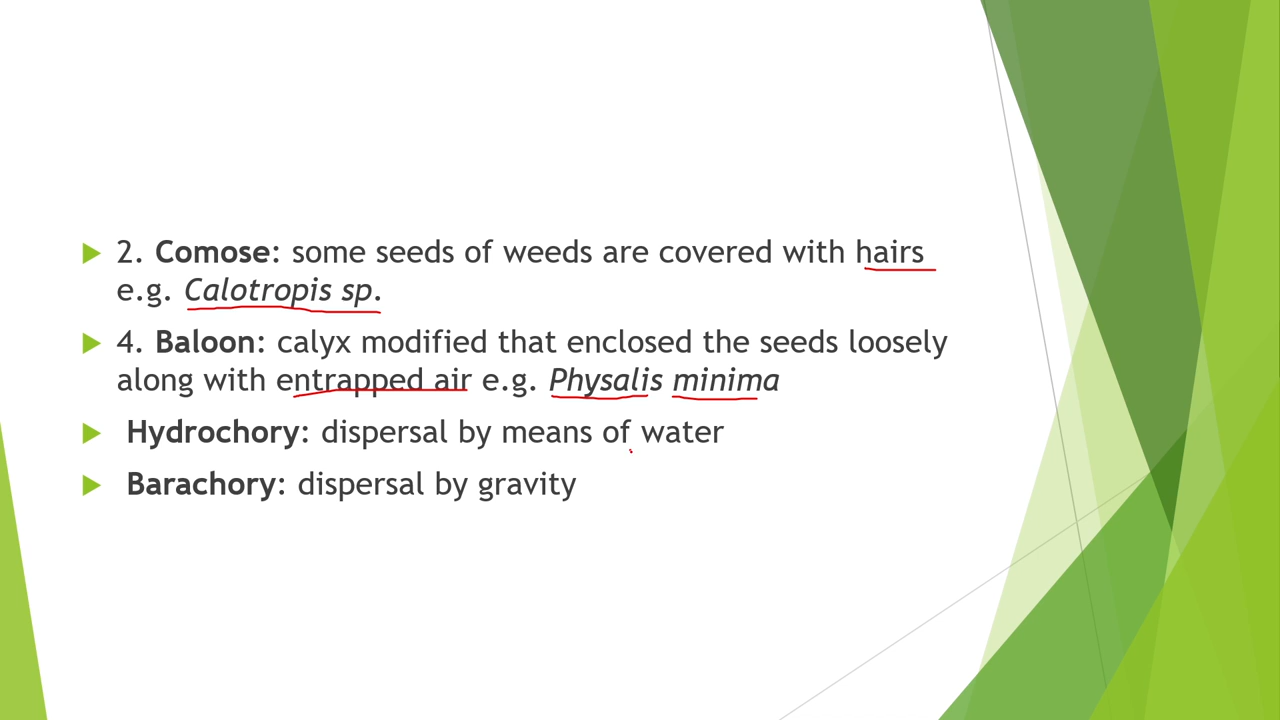 2. Comose: some seeds of weeds are covered with hairs
e.g. Calotropis sp.
4. Baloon: calyx modified that enclosed the seeds loosely
along with entrapped air e.g. Physalis minima
Hydrochory: dispersal by means of water
Barachory: dispersal by gravity